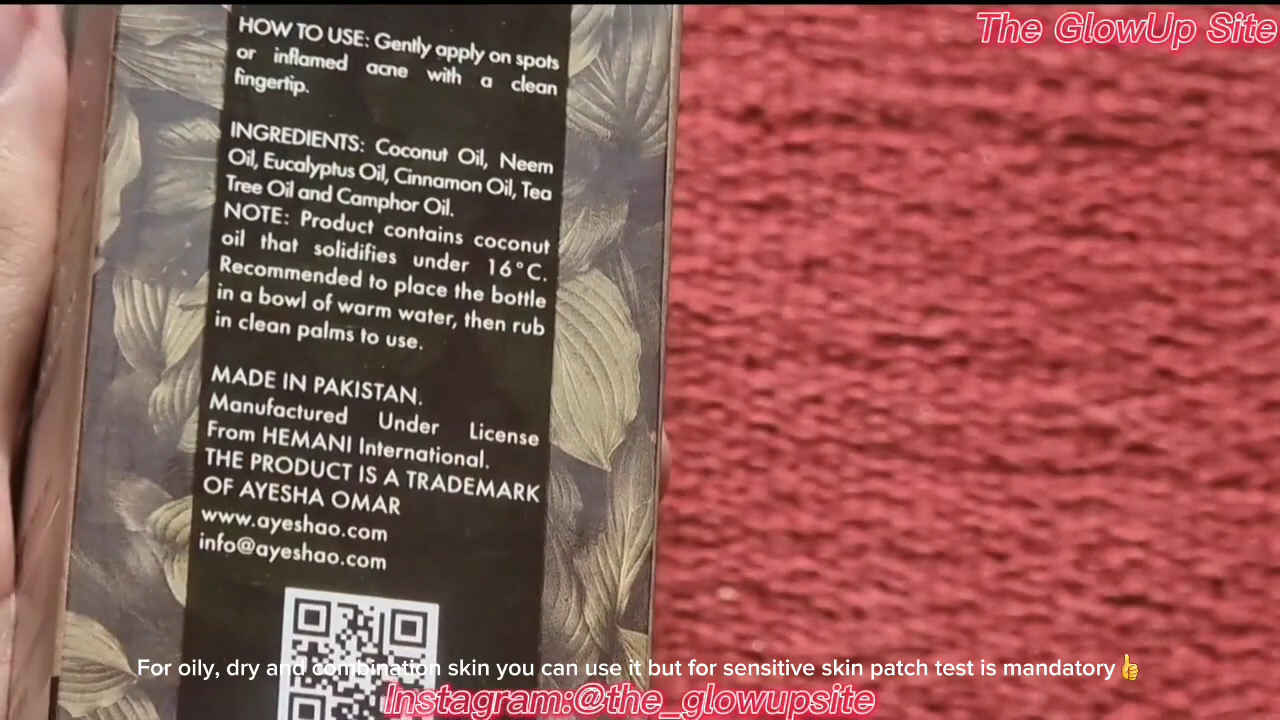 The GlowUp Site
HOW TO USE: Gently apply on spots
or inflamed acne with a clean
fingertip.
INGREDIENTS: Coconut Oil, Neem
Oil, Eucalyptus Oil, Cinnamon Oil, Tea
Tree Oil and Camphor Oil.
NOTE: Product contains coconut
oil that solidifies under 16°C.
Recommended to place the bottle
in a bowl of warm water, then rub
in clean palms to use.
MADE IN PAKISTAN.
Manufactured Under License
From HEMANI International.
THE PRODUCT IS A TRADEMARK
OF AYESHA OMAR
www.ayeshao.com
info@ayeshao.com
For oily, dry and combination skin you can use it but for sensitive skin patch test is mandatory👍
Instagram:@the_glowupsite